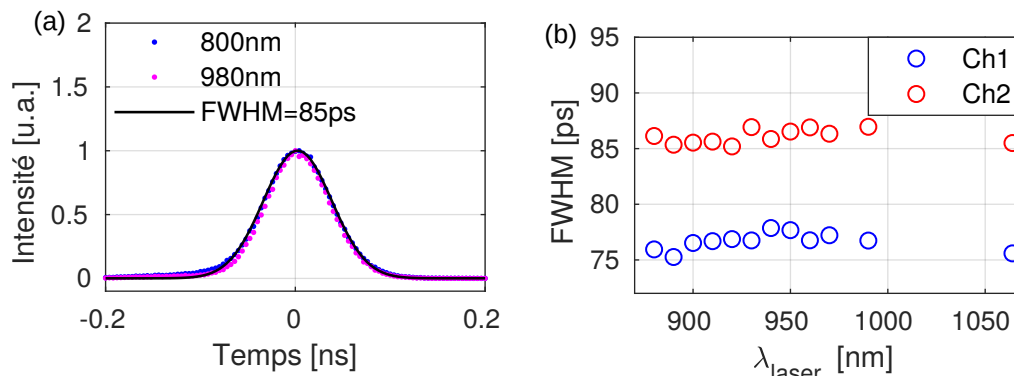 (a)
2
1.5
1
0.5
0
Intensité [u.a.]
800nm
980nm
FWHM=85ps
-0.2
0
0.2
Temps [ns]
(b)
95
90
85
80
75
FWHM [ps]
Ch1
Ch2
900
950
1000
1050
λlaser [nm]